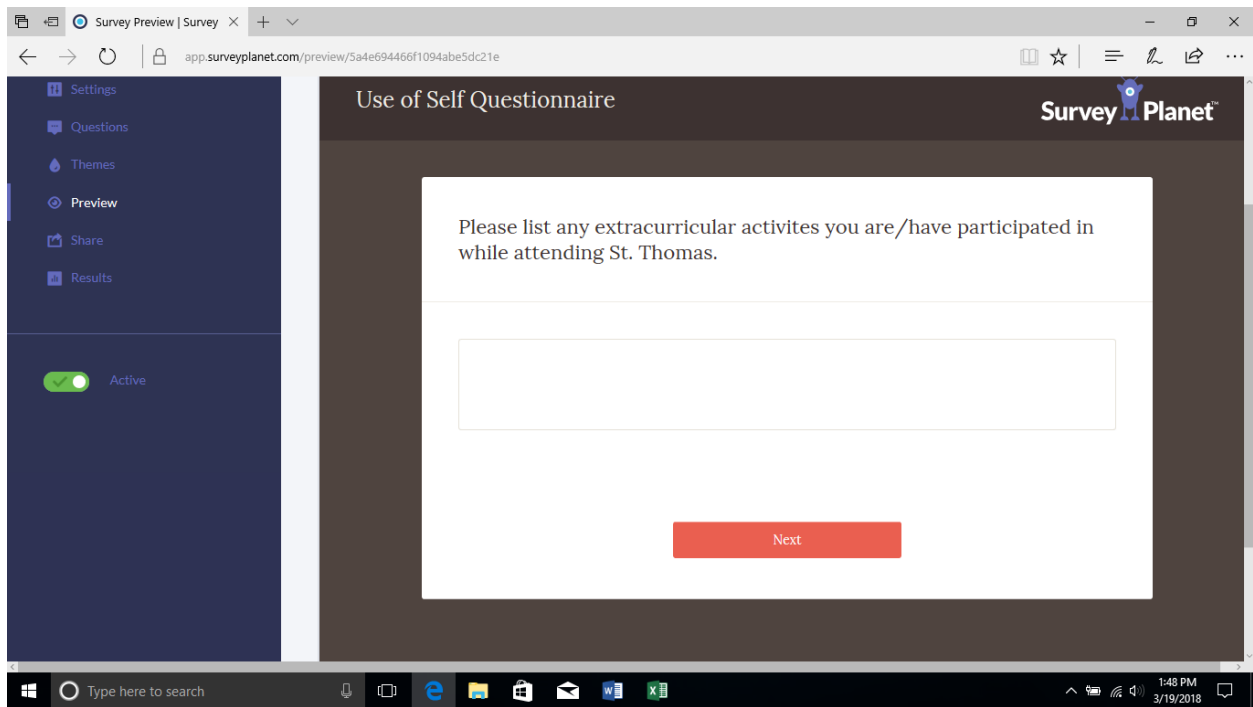 Survey Preview | Survey
app.surveyplanet.com/preview/5a4e694466f1094abe5dc21e
Settings
Questions
Themes
Preview
Share
Results
Active
Use of Self Questionnaire
Survey Planet™
Please list any extracurricular activites you are/have participated in
while attending St. Thomas.
Next
Type here to search
1:48 PM
3/19/2018